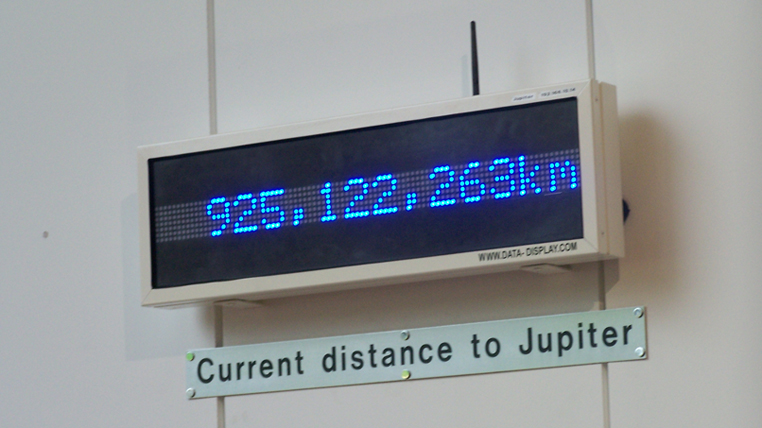 925,122,263km
WWW.DATA-DISPLAY.COM
Current distance to Jupiter